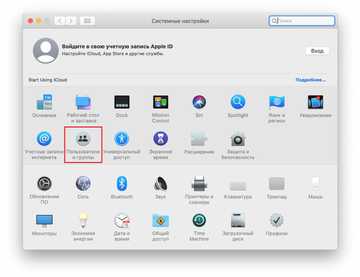 Системные настройки
Поиск
Войдите в свою учетную запись Apple ID
Настройте iCloud, App Store и другие службы.
Вход
Start Using iCloud
Подробнее...
Основные
Рабочий стол и заставка
Dock
Mission Control
Siri
Spotlight
Язык и регион
Уведомления
Учетные записи интернета
Пользователи и группы
Универсальный доступ
Экранное время
Расширения
Защита и безопасность
Обновление ПО
Сеть
Bluetooth
Звук
Принтеры и сканеры
Клавиатура
Трекпад
Мышь
Мониторы
Экономия энергии
Дата и время
Общий доступ
Time Machine
Загрузочный диск
Профили